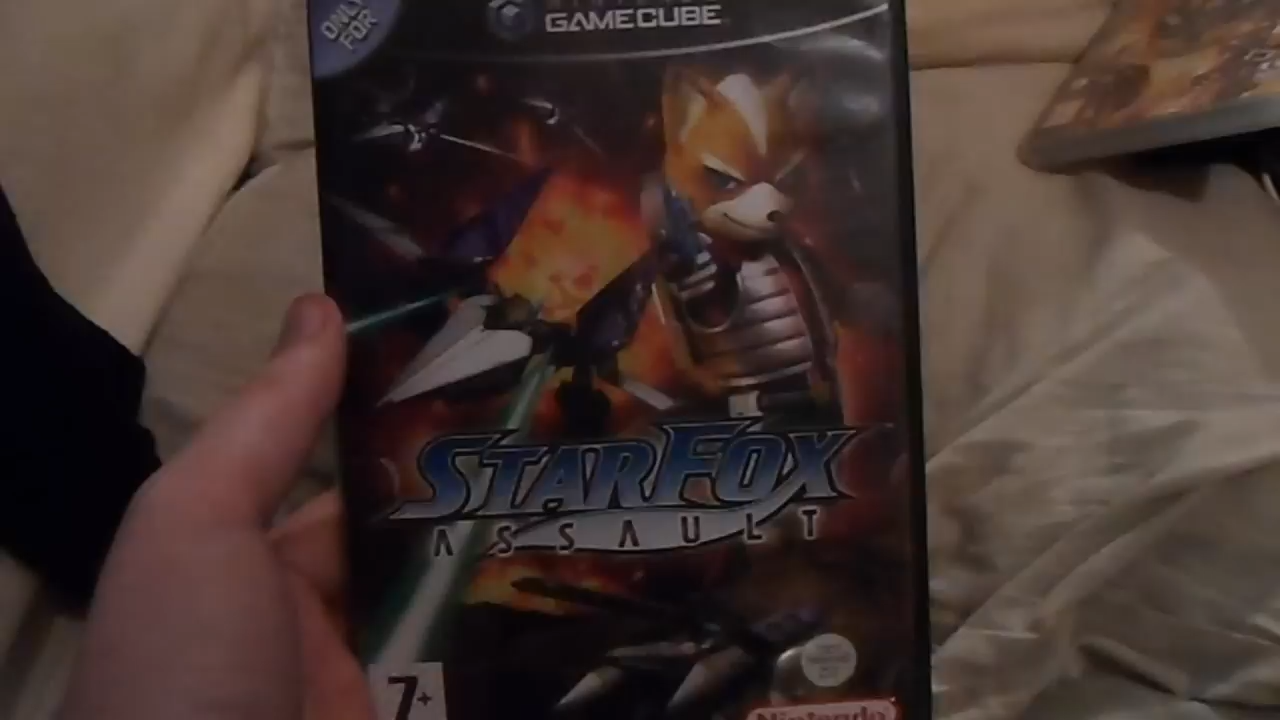 ONLY
FOR
GAMECUBE
STARFOX
ASSAULT
7+
Nintendo